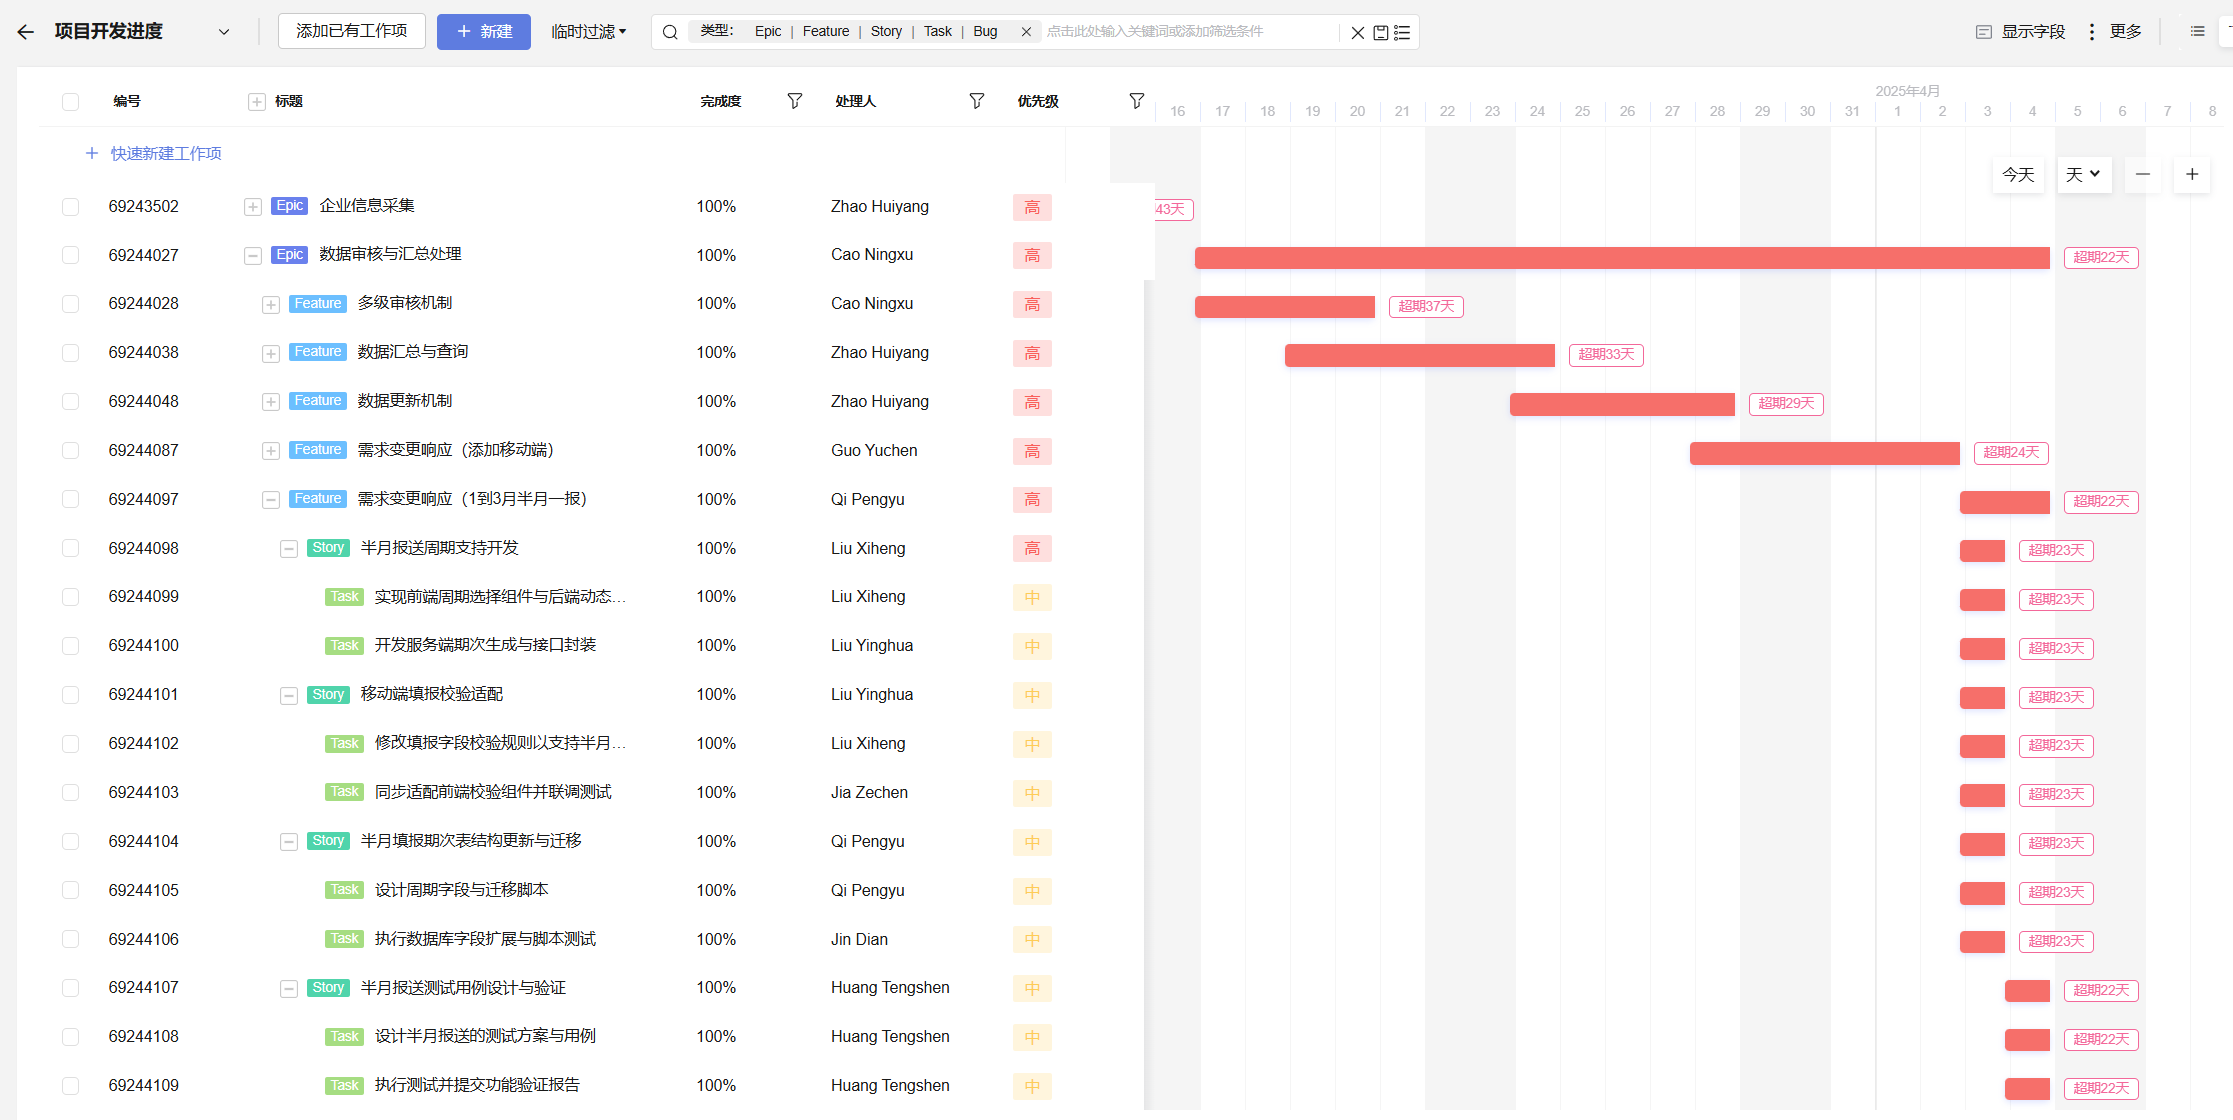 项目开发进度 添加已有工作项 + 新建 临时过滤 类型: Epic | Feature | Story | Task | Bug 点击此处输入关键词或添加筛选条件 显示字段 更多
编号 标题 完成度 处理人 优先级 2025年4月
16 17 18 19 20 21 22 23 24 25 26 27 28 29 30 31 1 2 3 4 5 6 7 8
+ 快速新建工作项
今天 天 — +
69243502 Epic 企业信息采集 100% Zhao Huiyang 高 43天
69244027 Epic 数据审核与汇总处理 100% Cao Ningxu 高 超期22天
69244028 Feature 多级审核机制 100% Cao Ningxu 高 超期37天
69244038 Feature 数据汇总与查询 100% Zhao Huiyang 高 超期33天
69244048 Feature 数据更新机制 100% Zhao Huiyang 高 超期29天
69244087 Feature 需求变更响应（添加移动端） 100% Guo Yuchen 高 超期24天
69244097 Feature 需求变更响应（1到3月半月一报） 100% Qi Pengyu 高 超期22天
69244098 Story 半月报送周期支持开发 100% Liu Xiheng 高 超期23天
69244099 Task 实现前端周期选择组件与后端动态... 100% Liu Xiheng 中 超期23天
69244100 Task 开发服务端期次生成与接口封装 100% Liu Yinghua 中 超期23天
69244101 Story 移动端填报校验适配 100% Liu Yinghua 中 超期23天
69244102 Task 修改填报字段校验规则以支持半月... 100% Liu Xiheng 中 超期23天
69244103 Task 同步适配前端校验组件并联调测试 100% Jia Zechen 中 超期23天
69244104 Story 半月填报期次表结构更新与迁移 100% Qi Pengyu 中 超期23天
69244105 Task 设计周期字段与迁移脚本 100% Qi Pengyu 中 超期23天
69244106 Task 执行数据库字段扩展与脚本测试 100% Jin Dian 中 超期23天
69244107 Story 半月报送测试用例设计与验证 100% Huang Tengshen 中 超期22天
69244108 Task 设计半月报送的测试方案与用例 100% Huang Tengshen 中 超期22天
69244109 Task 执行测试并提交功能验证报告 100% Huang Tengshen 中 超期22天